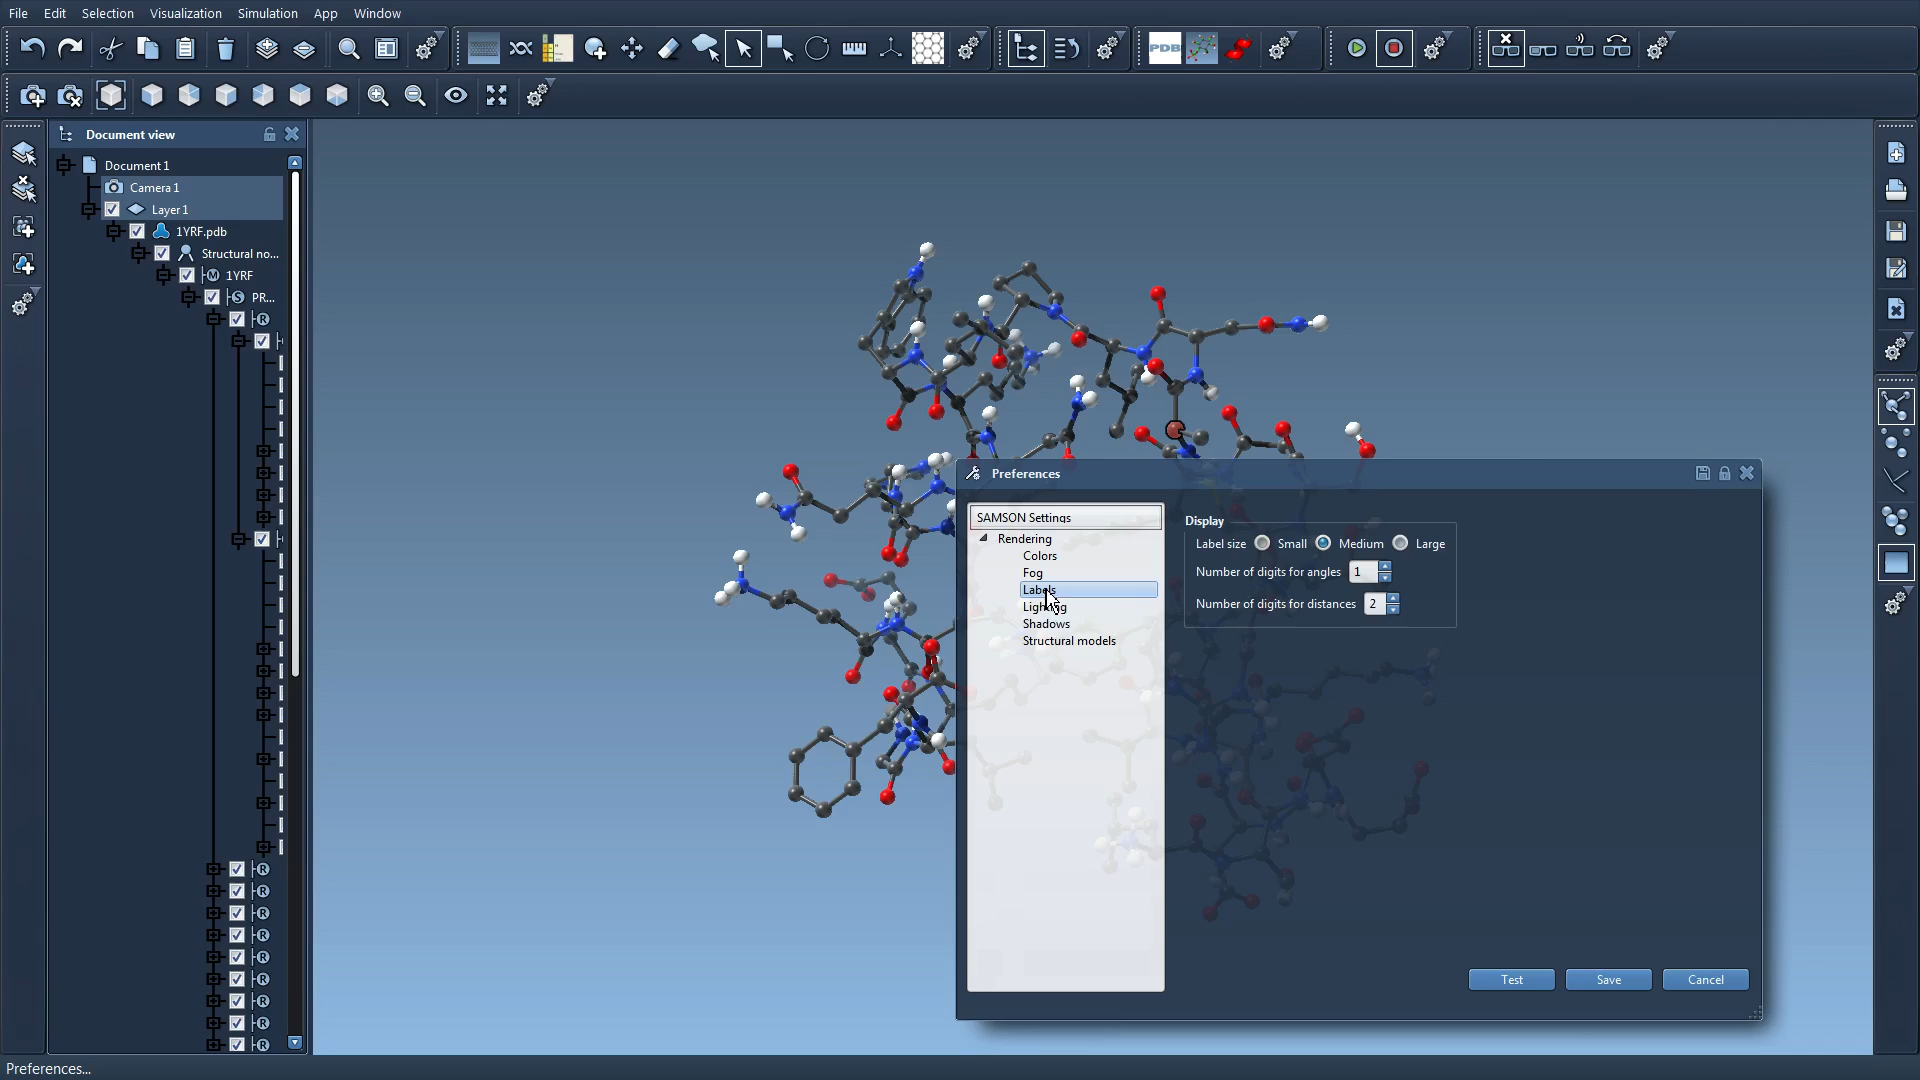 File Edit Selection Visualization Simulation App Window
PDB
Document view
Document 1
Camera 1
Layer 1
1YRF.pdb
Structural no...
M 1YRF
S PR...
R
R
R
R
R
R
R
R
R
R
Preferences
SAMSON Settings
Rendering
Colors
Fog
Labels
Lighting
Shadows
Structural models
Display
Label size Small Medium Large
Number of digits for angles 1
Number of digits for distances 2
Test Save Cancel
Preferences...